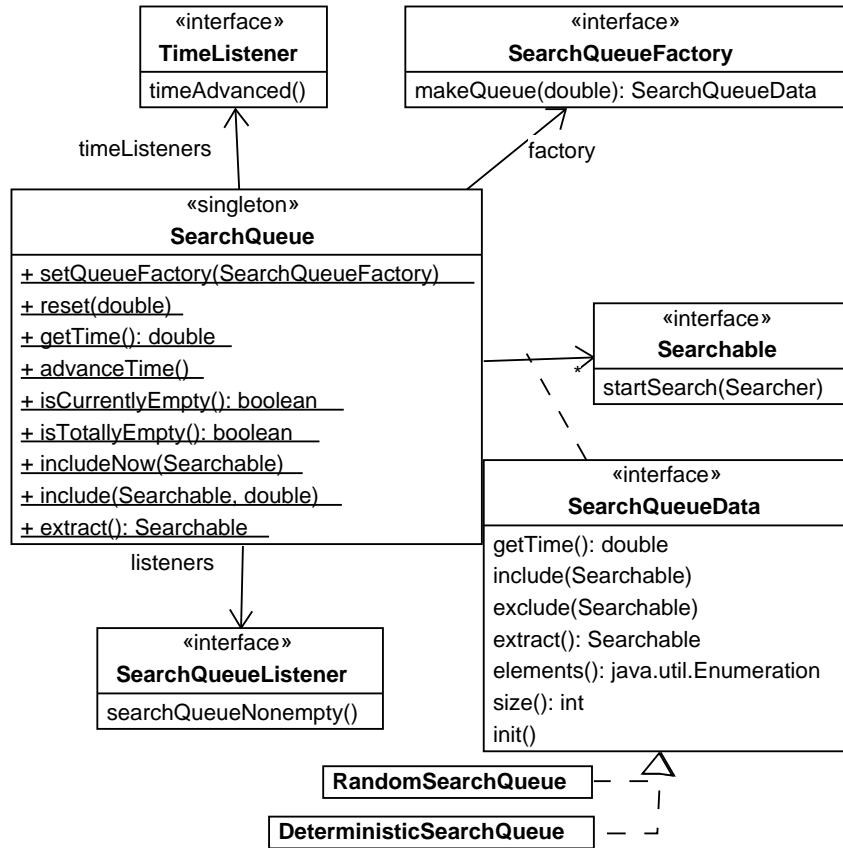 «interface»
TimeListener
timeAdvanced()
«interface»
SearchQueueFactory
makeQueue(double): SearchQueueData
timeListeners
factory
«singleton»
SearchQueue
+ setQueueFactory(SearchQueueFactory)
+ reset(double)
+ getTime(): double
+ advanceTime()
+ isCurrentlyEmpty(): boolean
+ isTotallyEmpty(): boolean
+ includeNow(Searchable)
+ include(Searchable, double)
+ extract(): Searchable
«interface»
Searchable
startSearch(Searcher)
*
«interface»
SearchQueueData
getTime(): double
include(Searchable)
exclude(Searchable)
extract(): Searchable
elements(): java.util.Enumeration
size(): int
init()
listeners
«interface»
SearchQueueListener
searchQueueNonempty()
RandomSearchQueue
DeterministicSearchQueue